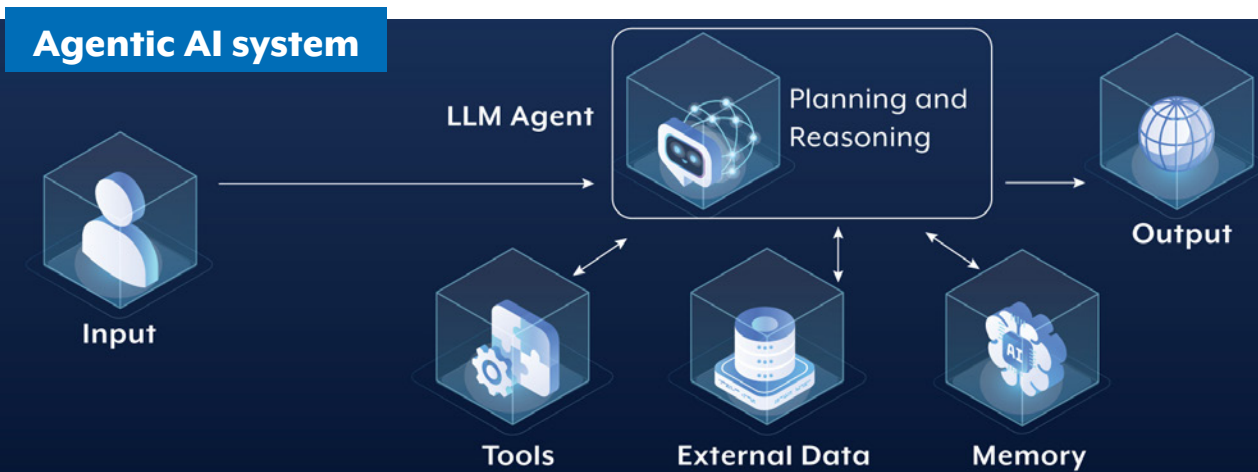 Agentic AI system
LLM Agent
Planning and
Reasoning
Output
Input
AI
Tools
External Data
Memory